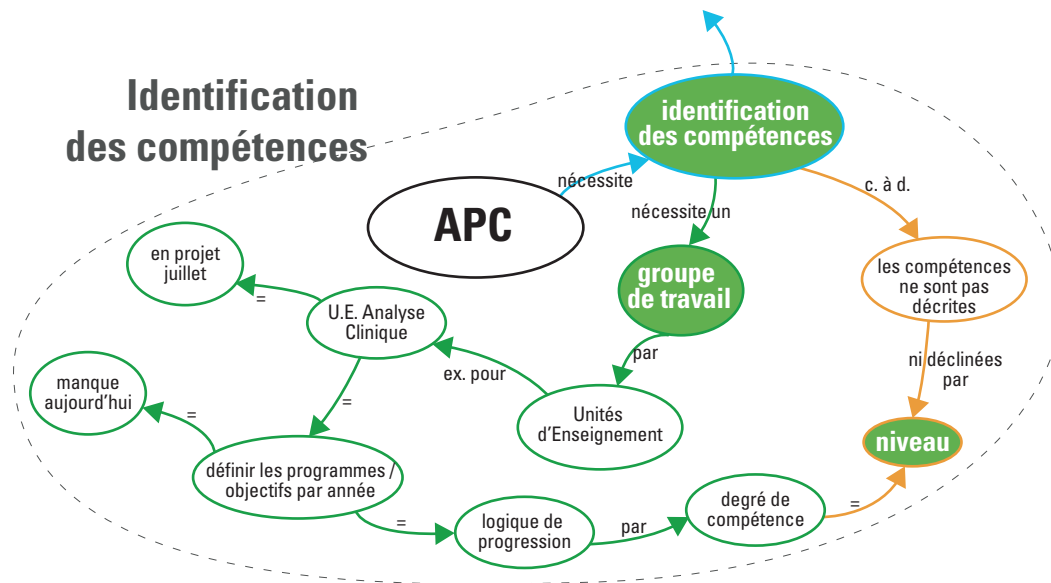 Identification
des compétences
identification
des compétences
nécessite
APC
c. à d.
nécessite un
en projet
juillet
groupe
de travail
les compétences
ne sont pas
décrites
=
U.E. Analyse
Clinique
par
ex. pour
ni déclinées
par
manque
aujourd'hui
=
=
Unités
d'Enseignement
niveau
définir les programmes /
objectifs par année
degré de
compétence
=
=
logique de
progression
par